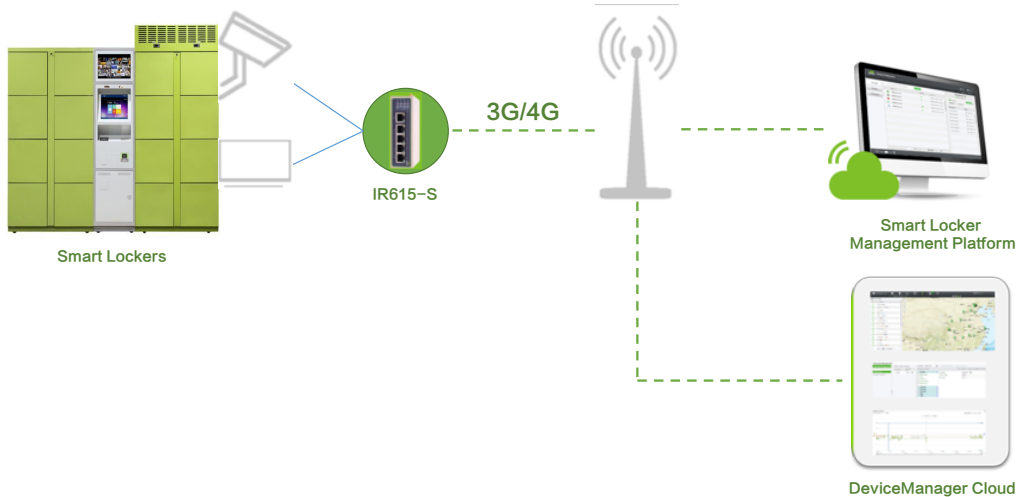 3G/4G
IR615-S
Smart Lockers
Smart Locker
Management Platform
DeviceManager Cloud